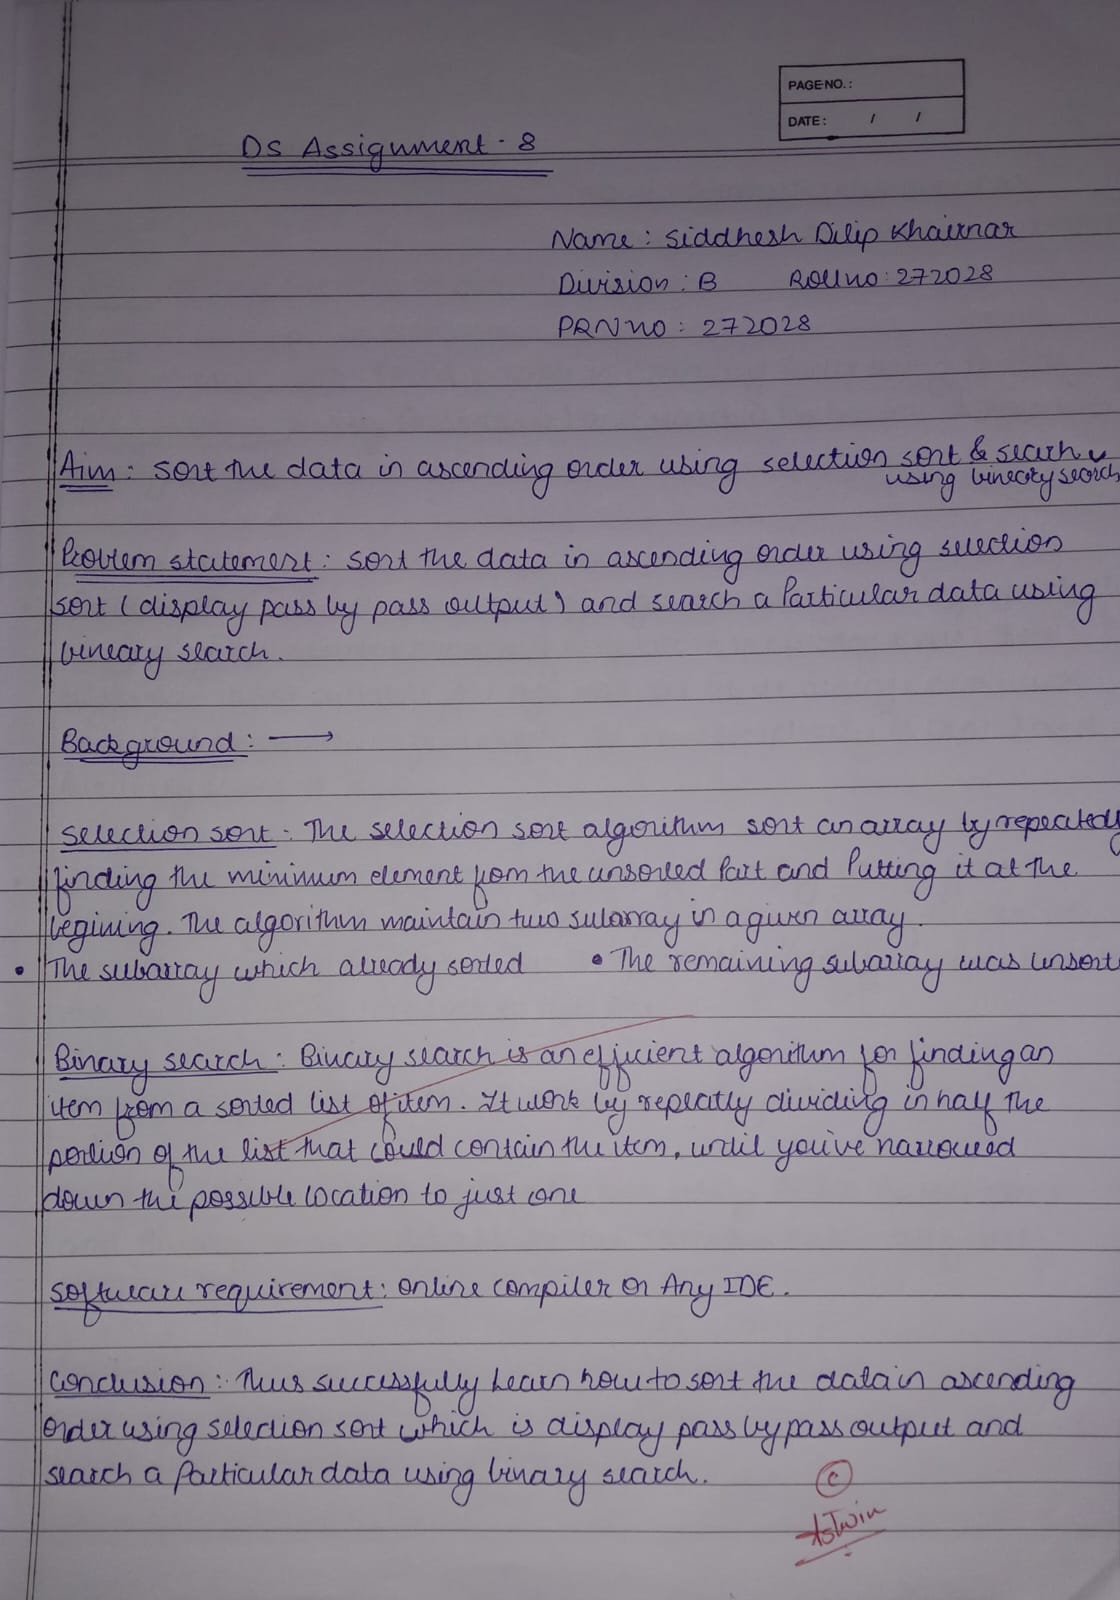 PAGE NO.:
DATE: / /
DS Assignment - 8
Name : Siddhesh Dilip Khairnar
Division : B Roll no : 272028
PRN no : 272028
Aim : sort the data in ascending order using selection sort & search
using bineary search
Problem statement : sort the data in ascending order using selection
sort (display pass by pass output) and search a Particular data using
bineary search.
Background : →
Selection sort : The selection sort algorithm sort an array by repeatedly
finding the minimum element from the unsorted Part and Putting it at the
begining. The algorithm maintain two subarray in a given array.
• The subarray which already sorted • The remaining subarray was unsort
Binary search : Binary search is an efficient algorithm for finding an
item from a sorted list of item. It work by repeatly dividing in half the
portion of the list that could contain the item, until you've narrowed
down the possible location to just one
Software requirement : Online compiler or Any IDE.
Conclusion : Thus successfully learn how to sort the data in ascending
order using selection sort which is display pass by pass output and
search a Particular data using binary search.
C